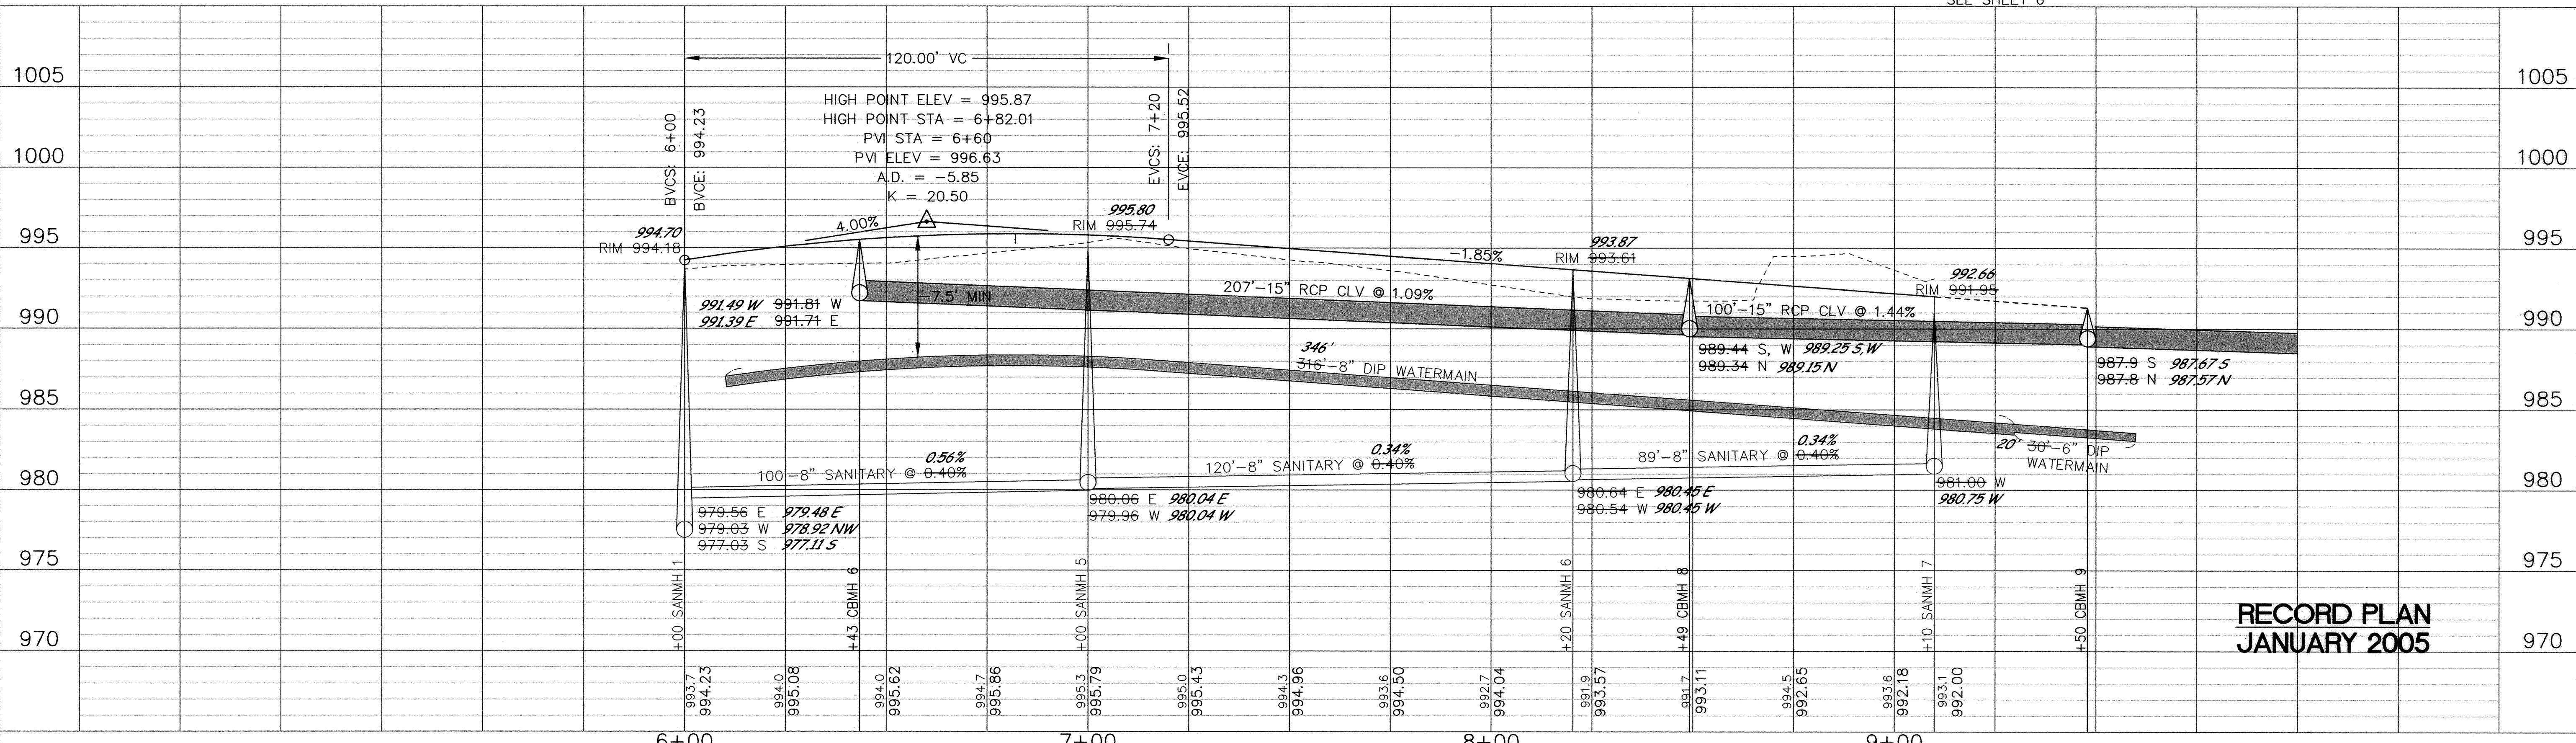 1005
1000
995
990
985
980
975
970
120.00' VC
BVCS: 6+00
BVCE: 994.23
HIGH POINT ELEV = 995.87
HIGH POINT STA = 6+82.01
PVI STA = 6+60
PVI ELEV = 996.63
A.D. = -5.85
K = 20.50
EVCS: 7+20
EVCE: 995.52
4.00%
994.70
RIM 994.18
995.80
RIM 995.74
-1.85%
993.87
RIM 993.61
992.66
RIM 991.95
991.49 W 991.81 W
991.39 E 991.71 E
-7.5' MIN
207'-15" RCP CLV @ 1.09%
100'-15" RCP CLV @ 1.44%
989.44 S, W 989.25 S,W
989.34 N 989.15 N
987.9 S 987.67 S
987.8 N 987.57 N
346'
316'-8" DIP WATERMAIN
20' 30'-6" DIP
WATERMAIN
0.56%
100'-8" SANITARY @ 0.40%
0.34%
120'-8" SANITARY @ 0.40%
0.34%
89'-8" SANITARY @ 0.40%
979.56 E 979.48 E
979.03 W 978.92 NW
977.03 S 977.11 S
980.06 E 980.04 E
979.96 W 980.04 W
980.64 E 980.45 E
980.54 W 980.45 W
981.00 W
980.75 W
+00 SANMH 1
+43 CBMH 6
+00 SANMH 5
+20 SANMH 6
+49 CBMH 8
+10 SANMH 7
+50 CBMH 9
RECORD PLAN
JANUARY 2005
1005
1000
995
990
985
980
975
970
993.7
994.23
994.0
995.08
994.0
995.62
994.7
995.86
995.3
995.79
995.0
995.43
994.3
994.96
993.6
994.50
992.7
994.04
991.9
993.57
991.7
993.11
994.5
992.65
993.6
992.18
993.1
992.00
6+00
7+00
8+00
9+00